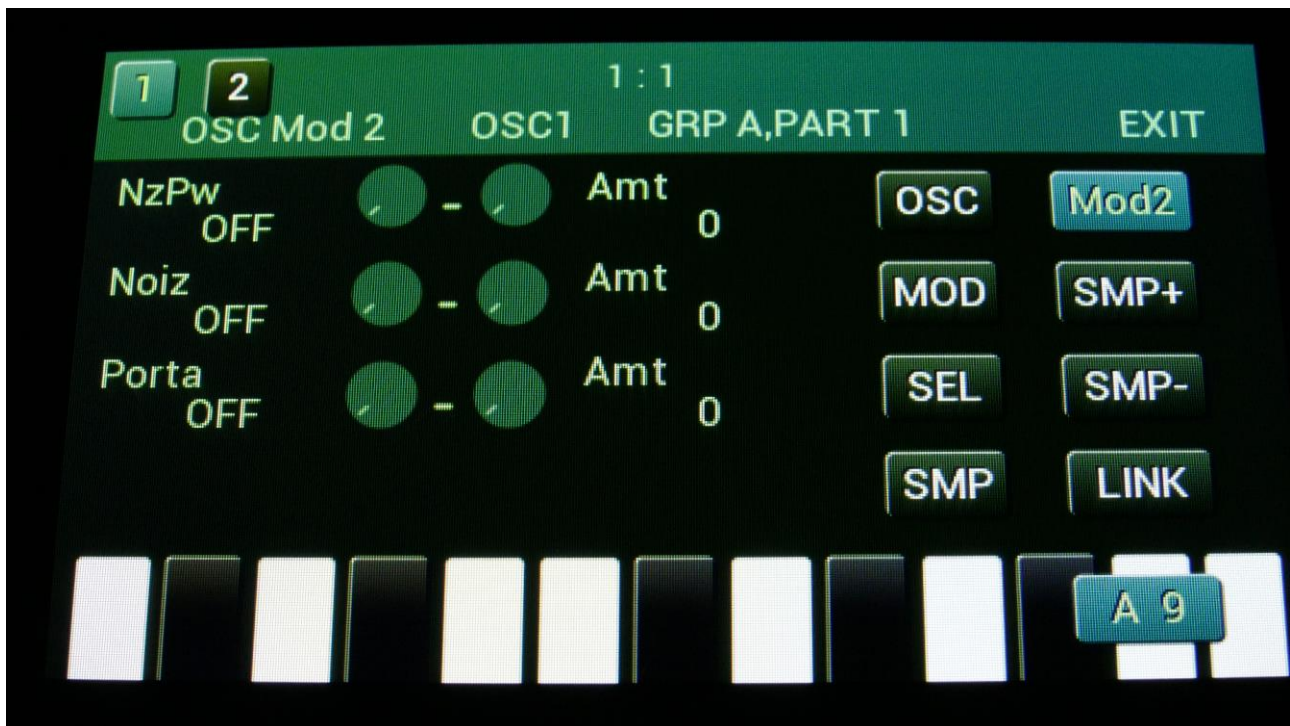 1 2 1 : 1
OSC Mod 2 OSC1 GRP A,PART 1 EXIT
NzPw Amt OSC Mod2
OFF - 0
Noiz Amt MOD SMP+
OFF - 0
Porta Amt SEL SMP-
OFF - 0
SMP LINK
A 9